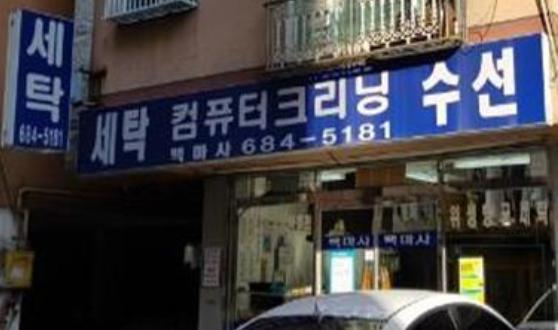 세탁
684-5181
세탁 컴퓨터크리닝 수선
백마사 684-5181
백마사 백마사